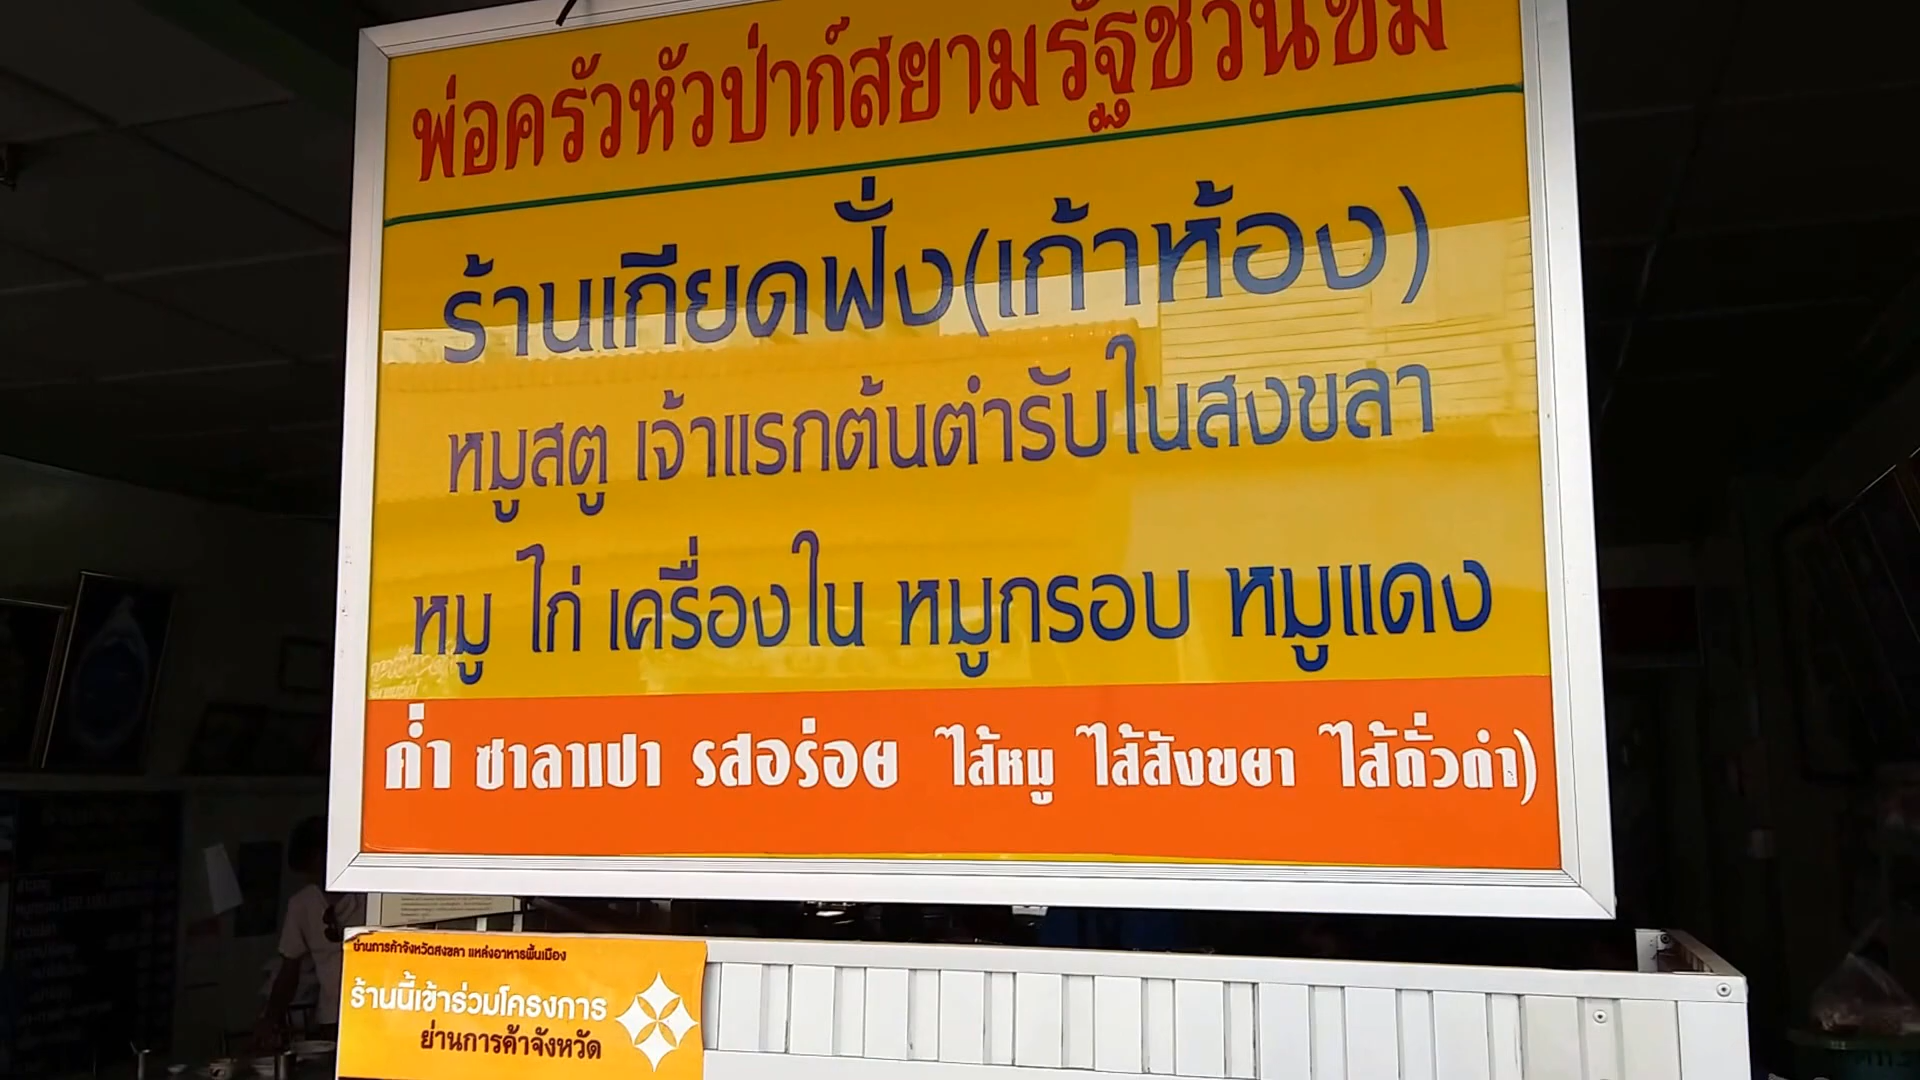 พ่อครัวหัวป่าก์สยามรัฐชวนชิม
ร้านเกียดฟั่ง(เก้าห้อง)
หมูสตู เจ้าแรกต้นตำรับในสงขลา
หมู ไก่ เครื่องใน หมูกรอบ หมูแดง
ค่ำ ซาลาเปา รสอร่อย ไส้หมู ไส้สังขยา ไส้ถั่วดำ)
ย่านการค้าจังหวัดสงขลา แหล่งอาหารพื้นเมือง
ร้านนี้เข้าร่วมโครงการ
ย่านการค้าจังหวัด